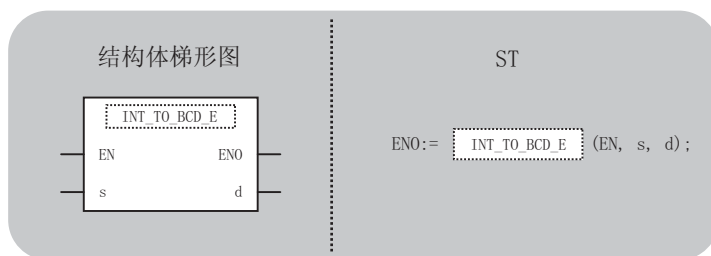 结构体梯形图
INT_TO_BCD_E
EN ENO
s d
ST
ENO:= INT_TO_BCD_E (EN, s, d);